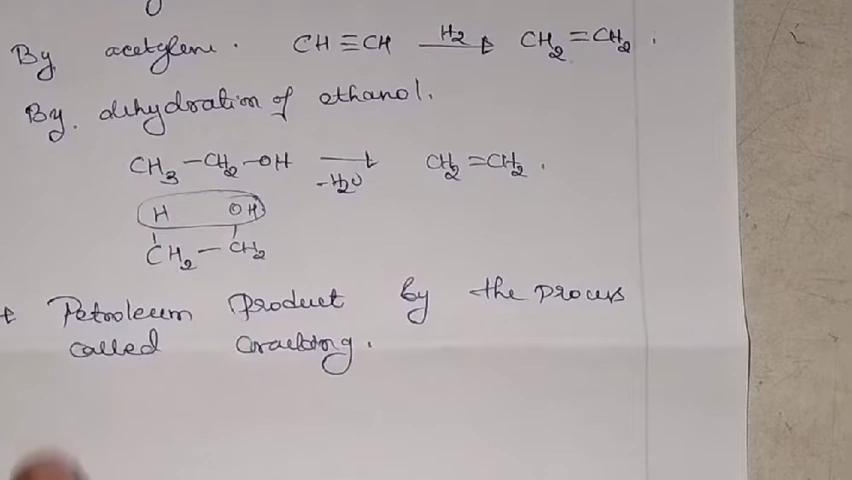 By acetylene. CH≡CH —H2→ CH2=CH2.
By. dehydration of ethanol.
CH3-CH2-OH —-H2O→ CH2=CH2.
H OH
CH2-CH2
Petroleum Product by the process
called Cracking.